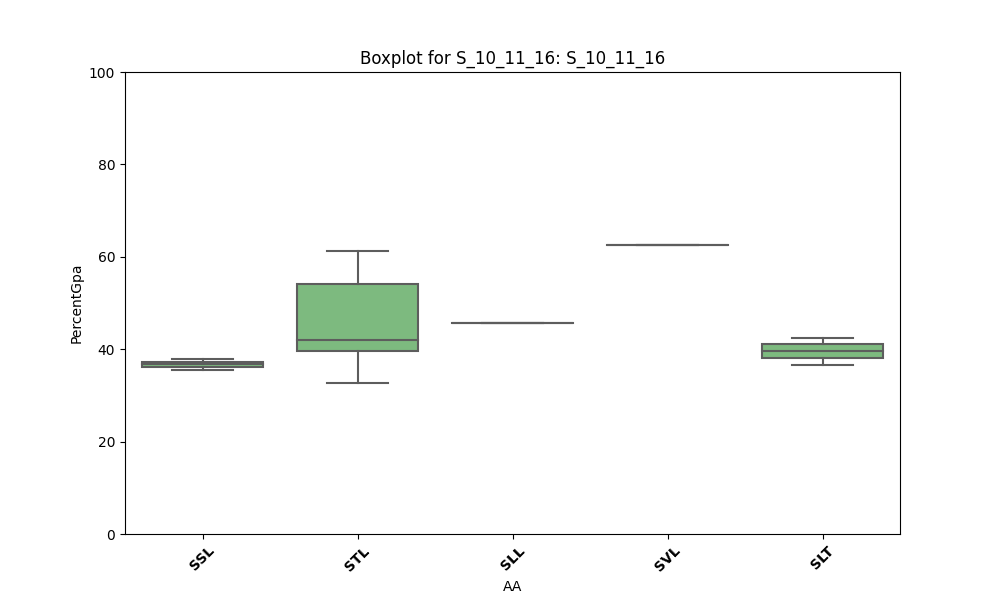 Boxplot for S_10_11_16: S_10_11_16
100
80
60
40
20
0
PercentGpa
SSL
STL
SLL
SVL
SLT
AA